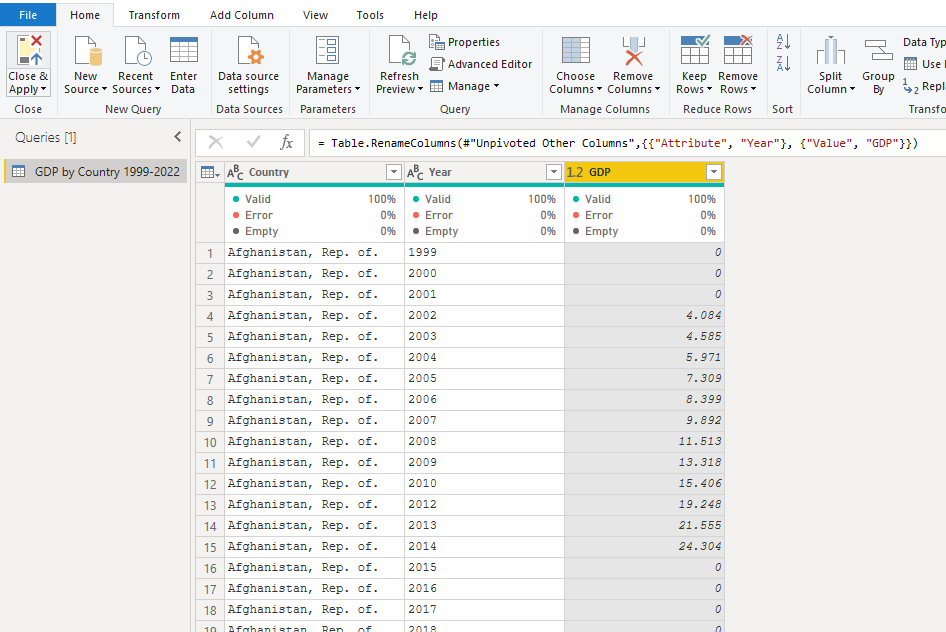 File Home Transform Add Column View Tools Help
Close & Apply
New Source
Recent Sources
Enter Data
Data source settings
Manage Parameters
Refresh Preview
Properties
Advanced Editor
Manage
Choose Columns
Remove Columns
Keep Rows
Remove Rows
Split Column
Group By
Data Typ
Use
Repl
Close New Query Data Sources Parameters Query Manage Columns Reduce Rows Sort Transfo
Queries [1]
fx = Table.RenameColumns(#"Unpivoted Other Columns",{{"Attribute", "Year"}, {"Value", "GDP"}})
GDP by Country 1999-2022
ABC Country ABC Year 1.2 GDP
Valid 100% Valid 100% Valid 100%
Error 0% Error 0% Error 0%
Empty 0% Empty 0% Empty 0%
1 Afghanistan, Rep. of. 1999 0
2 Afghanistan, Rep. of. 2000 0
3 Afghanistan, Rep. of. 2001 0
4 Afghanistan, Rep. of. 2002 4.084
5 Afghanistan, Rep. of. 2003 4.585
6 Afghanistan, Rep. of. 2004 5.971
7 Afghanistan, Rep. of. 2005 7.309
8 Afghanistan, Rep. of. 2006 8.399
9 Afghanistan, Rep. of. 2007 9.892
10 Afghanistan, Rep. of. 2008 11.513
11 Afghanistan, Rep. of. 2009 13.318
12 Afghanistan, Rep. of. 2010 15.406
13 Afghanistan, Rep. of. 2012 19.248
14 Afghanistan, Rep. of. 2013 21.555
15 Afghanistan, Rep. of. 2014 24.304
16 Afghanistan, Rep. of. 2015 0
17 Afghanistan, Rep. of. 2016 0
18 Afghanistan, Rep. of. 2017 0
19 Afghanistan, Rep. of. 2018 0